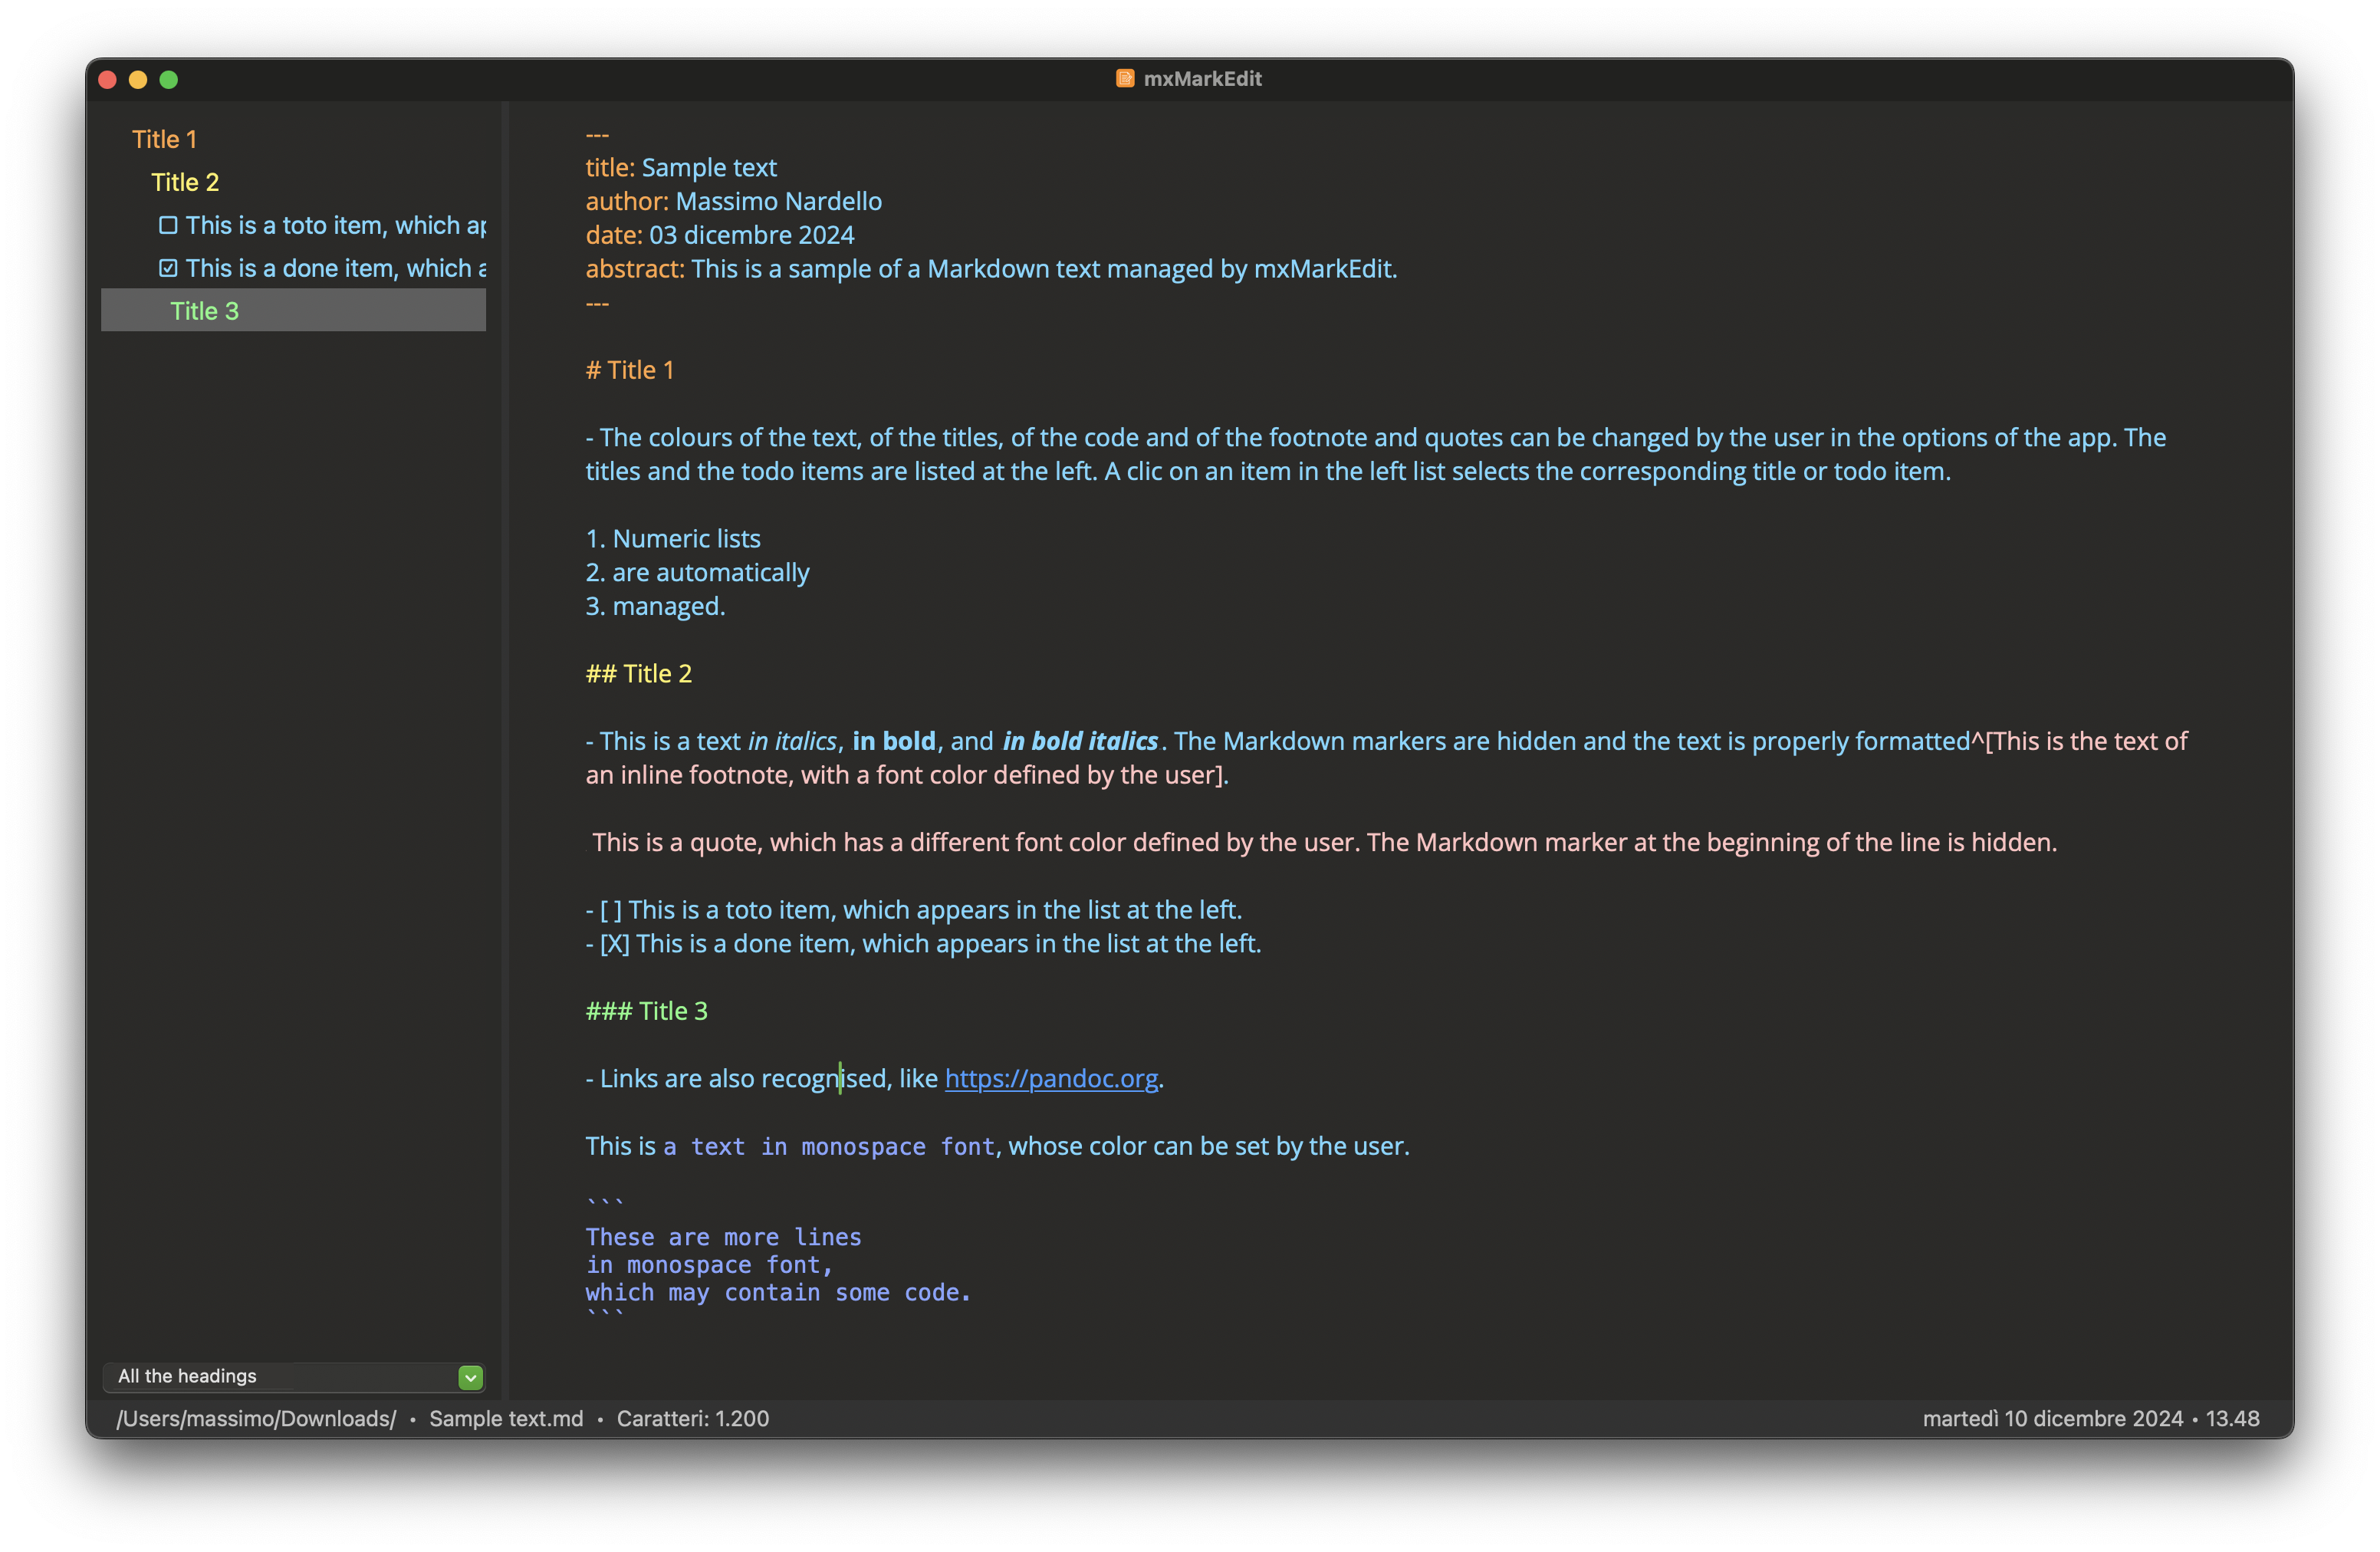 mxMarkEdit
Title 1
Title 2
This is a toto item, which ap
This is a done item, which a
Title 3
---
title: Sample text
author: Massimo Nardello
date: 03 dicembre 2024
abstract: This is a sample of a Markdown text managed by mxMarkEdit.
---
# Title 1
- The colours of the text, of the titles, of the code and of the footnote and quotes can be changed by the user in the options of the app. The
titles and the todo items are listed at the left. A clic on an item in the left list selects the corresponding title or todo item.
1. Numeric lists
2. are automatically
3. managed.
## Title 2
- This is a text in italics, in bold, and in bold italics. The Markdown markers are hidden and the text is properly formatted^[This is the text of
an inline footnote, with a font color defined by the user].
This is a quote, which has a different font color defined by the user. The Markdown marker at the beginning of the line is hidden.
- [ ] This is a toto item, which appears in the list at the left.
- [X] This is a done item, which appears in the list at the left.
### Title 3
- Links are also recognised, like https://pandoc.org.
This is a text in monospace font, whose color can be set by the user.
```
These are more lines
in monospace font,
which may contain some code.
```
All the headings
/Users/massimo/Downloads/ • Sample text.md • Caratteri: 1.200
martedì 10 dicembre 2024 • 13.48